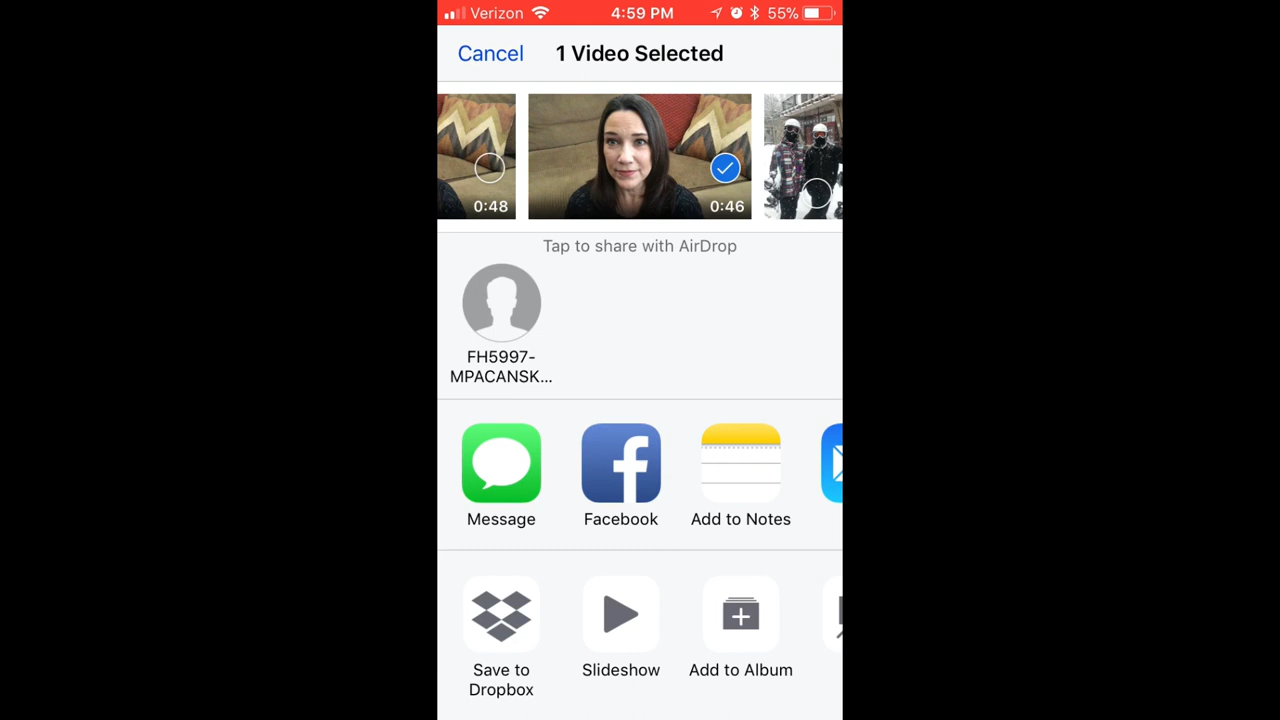 Verizon 4:59 PM 55%
Cancel 1 Video Selected
0:48 0:46
Tap to share with AirDrop
FH5997-
MPACANSK...
Message Facebook Add to Notes
Save to
Dropbox
Slideshow
Add to Album